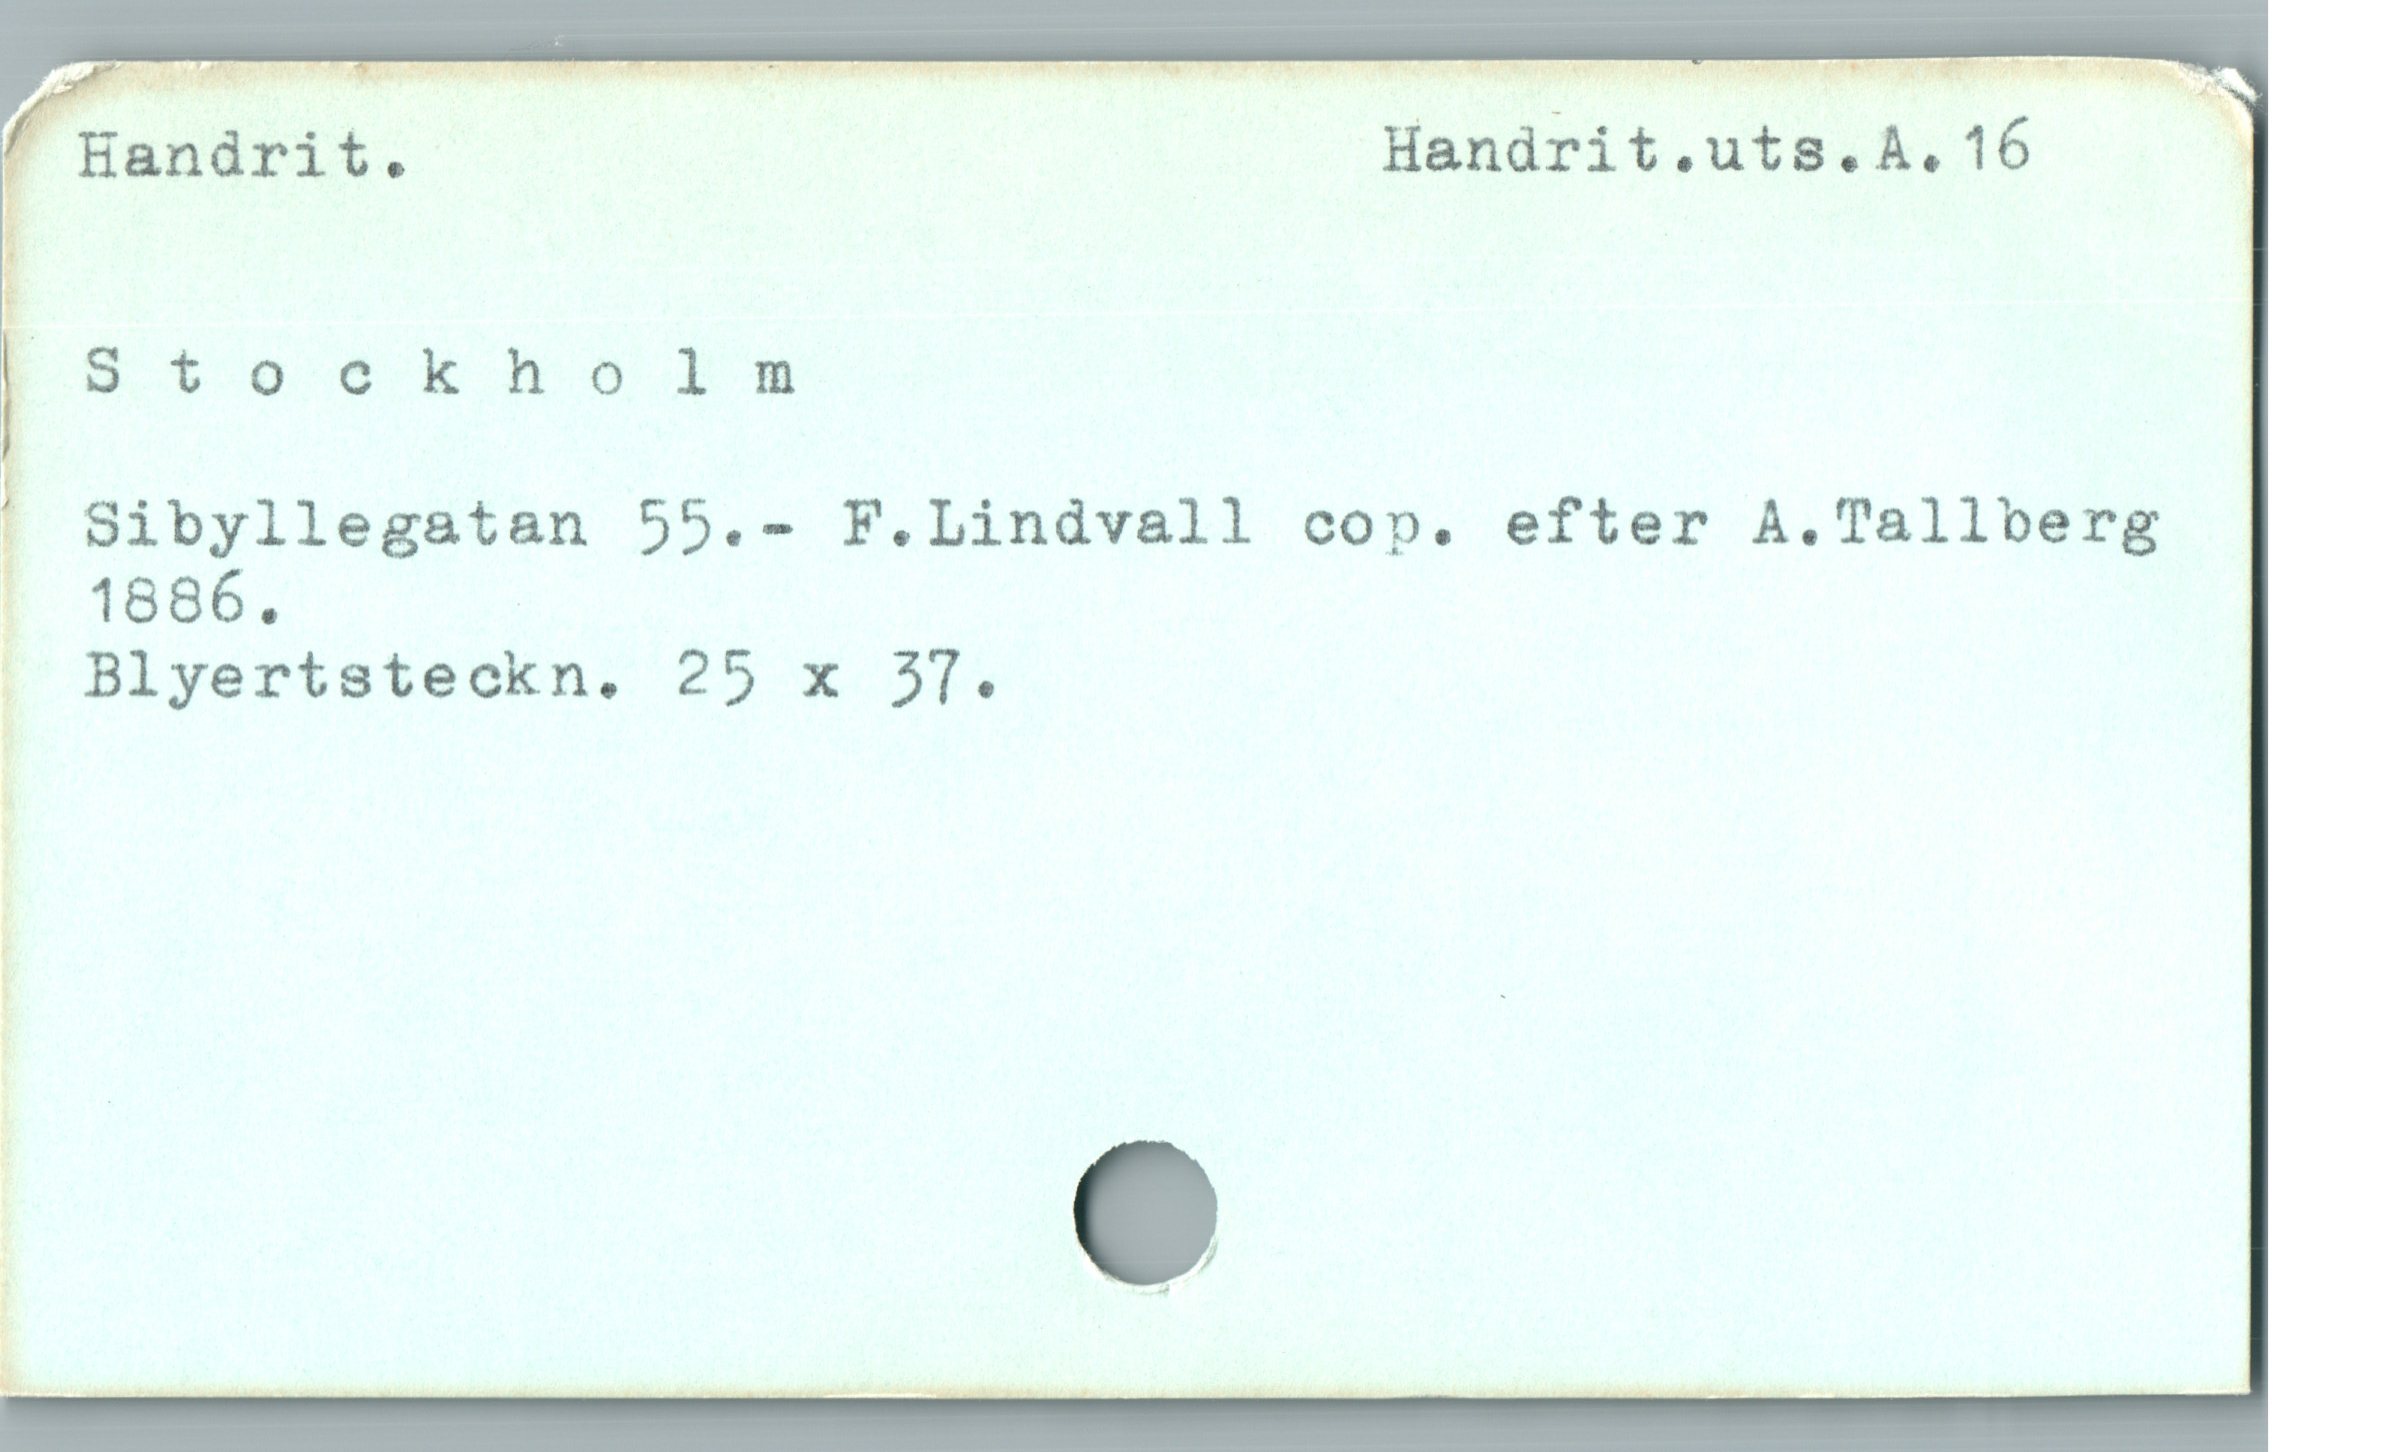 Handrit. Handrit.uts.A.16
S t o c k h o l m
Sibyllegatan 55.- F.Lindvall cop. efter A.Tallberg
1886.
Blyertsteckn. 25 x 37.